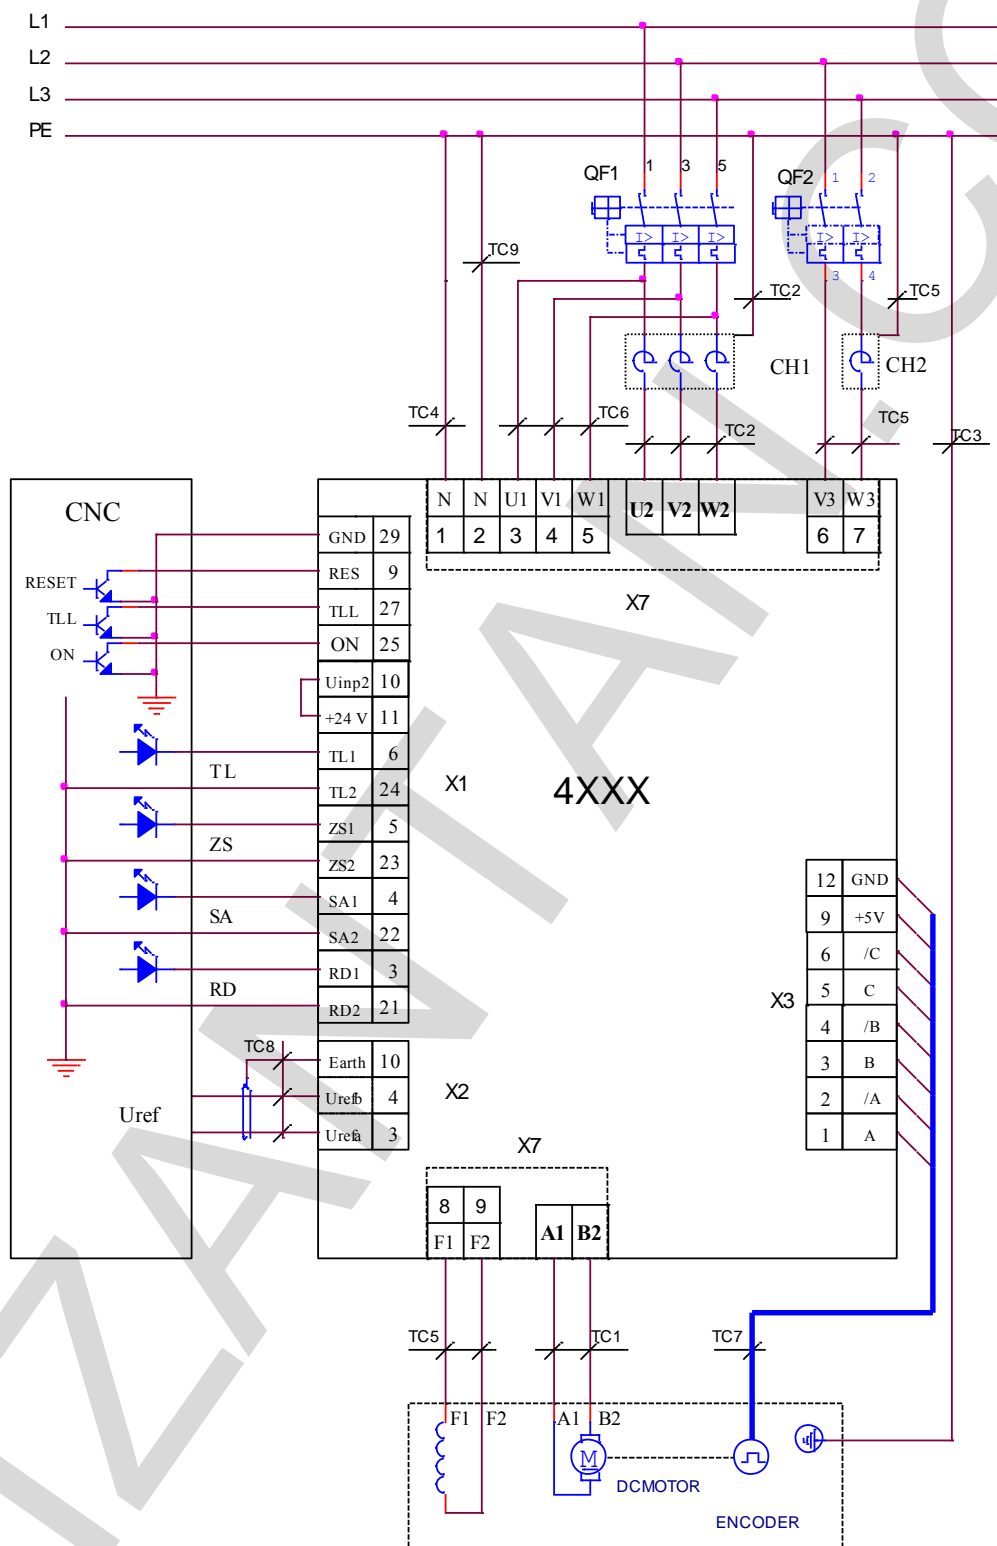 L1
L2
L3
PE
QF1 1 3 5
QF2 1 2
I> I> I> I> I>
3 4
TC9
TC2
TC5
CH1
CH2
TC4
TC6
TC2
TC5
TC3
CNC
N N U1 V1 W1 U2 V2 W2 V3 W3
1 2 3 4 5 6 7
X7
GND 29
RESET
RES 9
TLL
TLL 27
ON
ON 25
Uinp2 10
+24 V 11
TL1 6
TL
TL2 24
X1
4XXX
ZS1 5
ZS
ZS2 23
SA1 4
SA
SA2 22
RD1 3
RD
RD2 21
12 GND
9 +5V
6 /C
5 C
X3
4 /B
3 B
2 /A
1 A
TC8
Earth 10
Urefb 4
X2
Uref
Urefa 3
X7
8 9
F1 F2
A1 B2
TC5
TC1
TC7
F1 F2 A1 B2
M
DCMOTOR
ENCODER